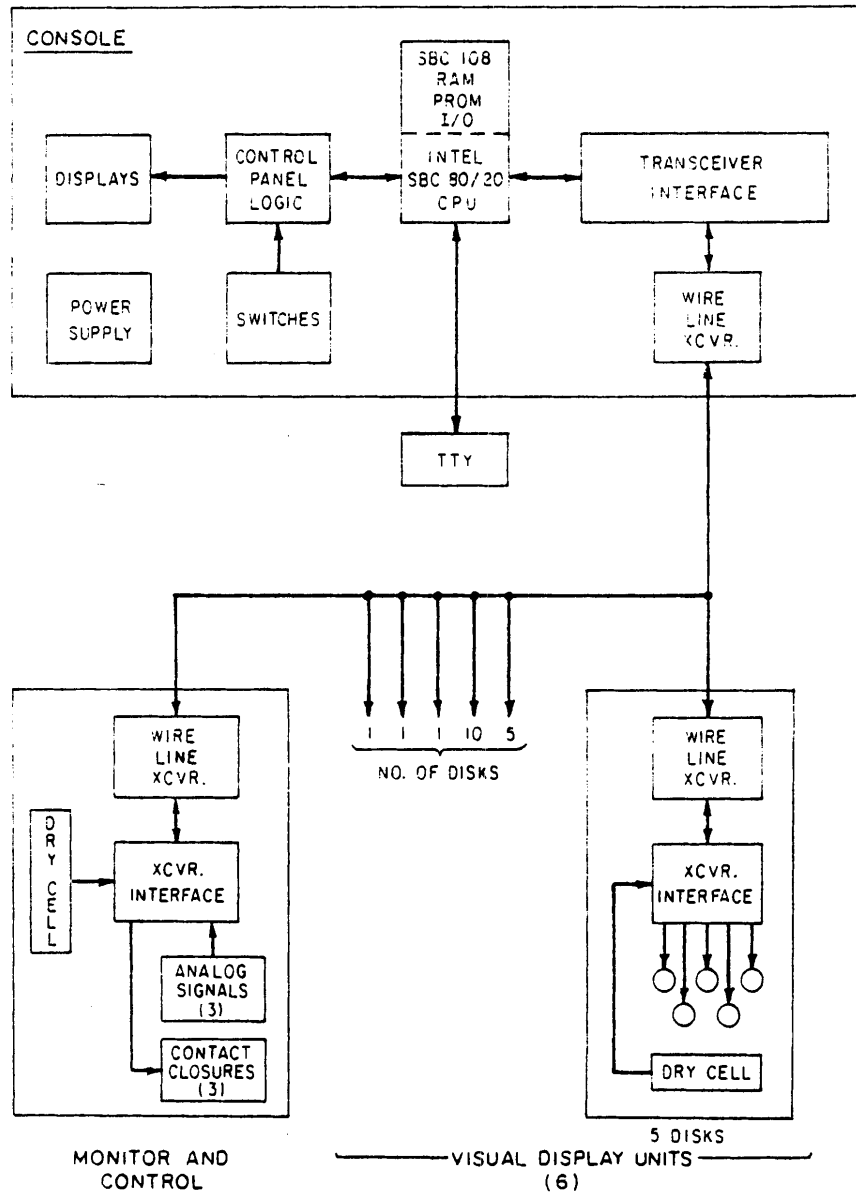 CONSOLE
SBC 108
RAM
PROM
I/O
INTEL
SBC 80/20
CPU
DISPLAYS
CONTROL
PANEL
LOGIC
TRANSCEIVER
INTERFACE
POWER
SUPPLY
SWITCHES
WIRE
LINE
XCVR.
TTY
1 1 1 10 5
NO. OF DISKS
WIRE
LINE
XCVR.
DRY CELL
XCVR.
INTERFACE
ANALOG
SIGNALS
(3)
CONTACT
CLOSURES
(3)
MONITOR AND
CONTROL
WIRE
LINE
XCVR.
XCVR.
INTERFACE
DRY CELL
5 DISKS
VISUAL DISPLAY UNITS
(6)